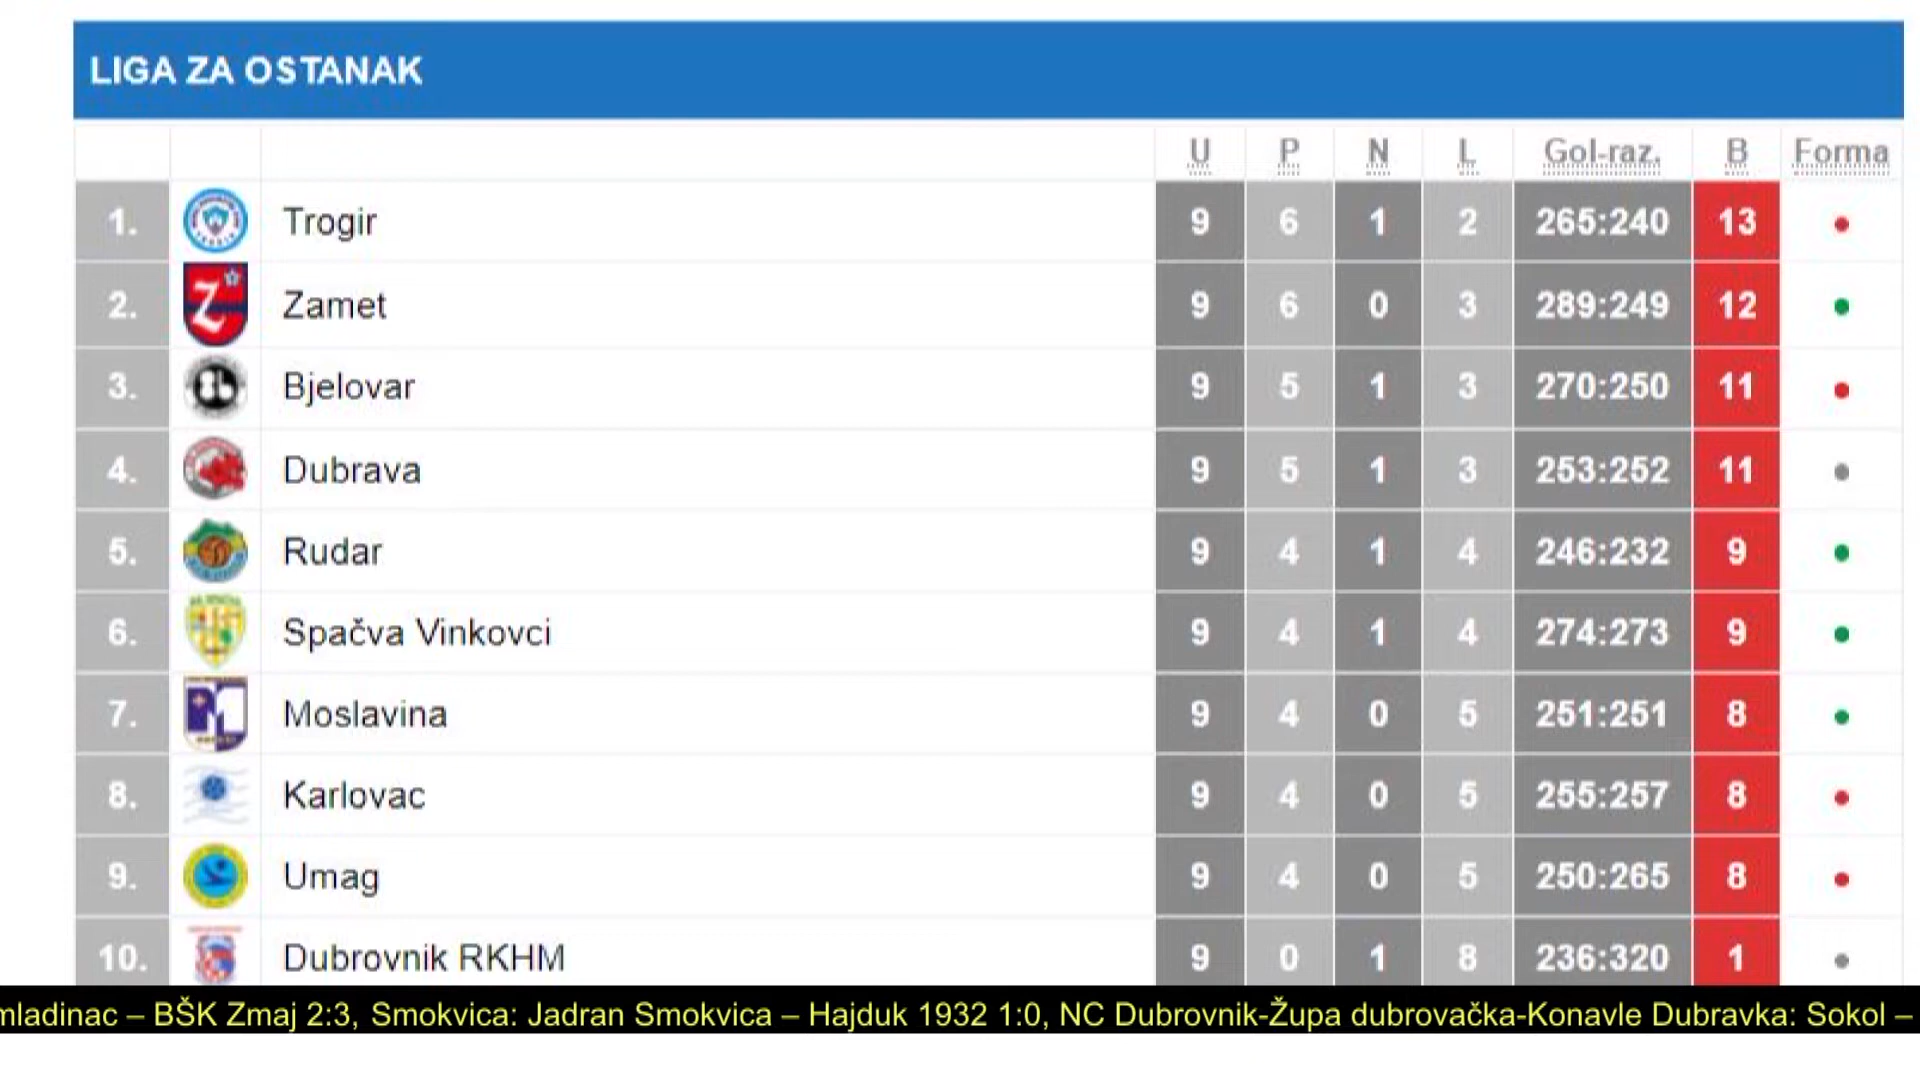 LIGA ZA OSTANAK
U P N L Gol-raz. B Forma
1. Trogir 9 6 1 2 265:240 13
2. Zamet 9 6 0 3 289:249 12
3. Bjelovar 9 5 1 3 270:250 11
4. Dubrava 9 5 1 3 253:252 11
5. Rudar 9 4 1 4 246:232 9
6. Spačva Vinkovci 9 4 1 4 274:273 9
7. Moslavina 9 4 0 5 251:251 8
8. Karlovac 9 4 0 5 255:257 8
9. Umag 9 4 0 5 250:265 8
10. Dubrovnik RKHM 9 0 1 8 236:320 1
mladinac – BŠK Zmaj 2:3, Smokvica: Jadran Smokvica – Hajduk 1932 1:0, NC Dubrovnik-Župa dubrovačka-Konavle Dubravka: Sokol –